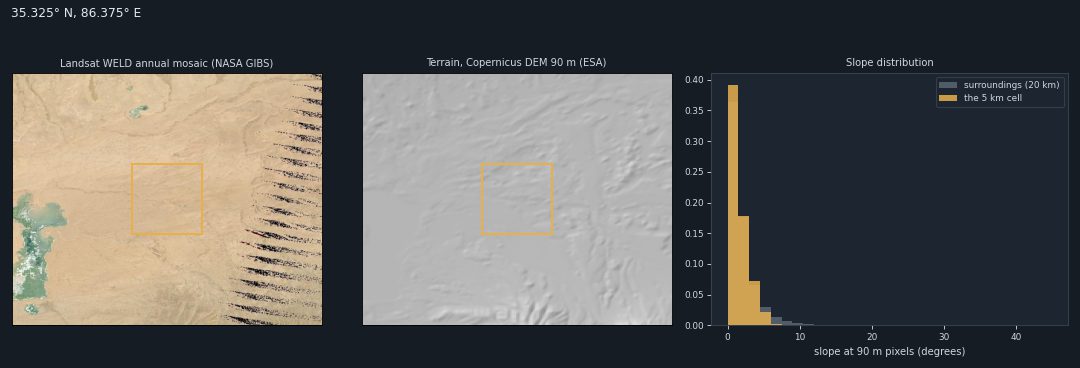 35.325° N, 86.375° E
Landsat WELD annual mosaic (NASA GIBS)
Terrain, Copernicus DEM 90 m (ESA)
Slope distribution
surroundings (20 km)
the 5 km cell
0.40
0.35
0.30
0.25
0.20
0.15
0.10
0.05
0.00
0 10 20 30 40
slope at 90 m pixels (degrees)